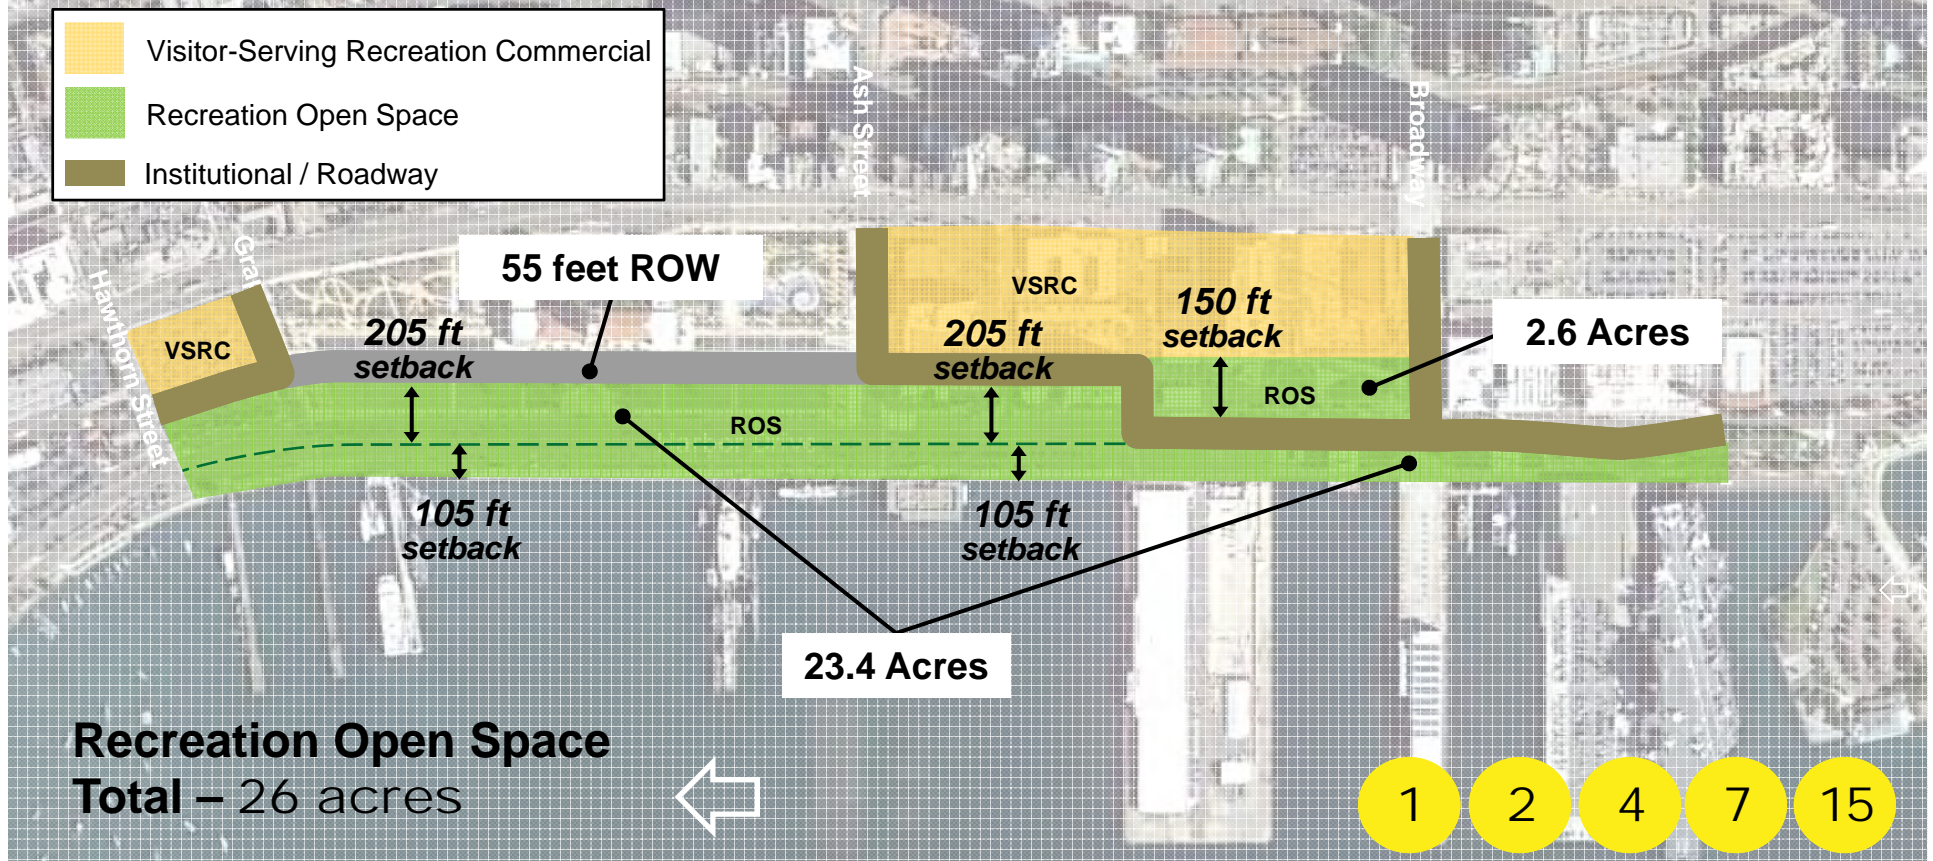 Visitor-Serving Recreation Commercial
Recreation Open Space
Institutional / Roadway
Ash Street
Broadway
Hawthorn Street
55 feet ROW
VSRC
150 ft
setback
2.6 Acres
VSRC
205 ft
setback
205 ft
setback
ROS
ROS
105 ft
setback
105 ft
setback
23.4 Acres
Recreation Open Space
Total – 26 acres
1 2 4 7 15